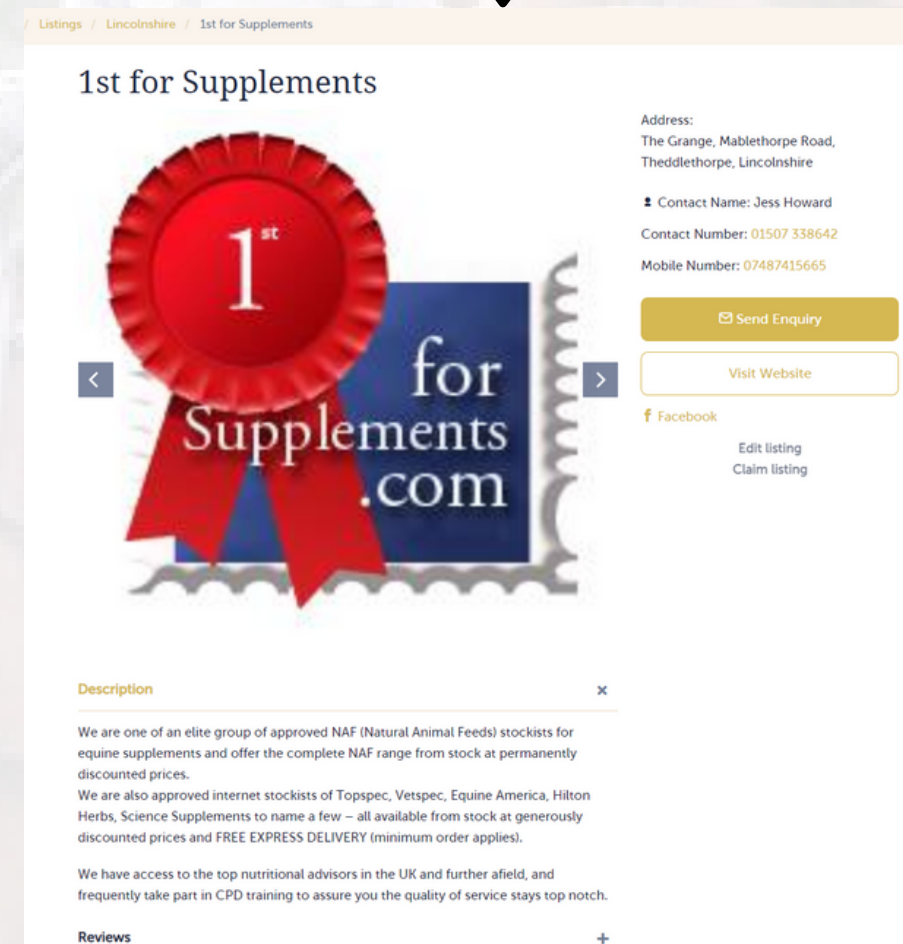 / Listings / Lincolnshire / 1st for Supplements
1st for Supplements
1st
for
Supplements
.com
Address:
The Grange, Mablethorpe Road,
Theddlethorpe, Lincolnshire
Contact Name: Jess Howard
Contact Number: 01507 338642
Mobile Number: 07487415665
Send Enquiry
Visit Website
Facebook
Edit listing
Claim listing
Description
We are one of an elite group of approved NAF (Natural Animal Feeds) stockists for
equine supplements and offer the complete NAF range from stock at permanently
discounted prices.
We are also approved internet stockists of Topspec, Vetspec, Equine America, Hilton
Herbs, Science Supplements to name a few – all available from stock at generously
discounted prices and FREE EXPRESS DELIVERY (minimum order applies).
We have access to the top nutritional advisors in the UK and further afield, and
frequently take part in CPD training to assure you the quality of service stays top notch.
Reviews